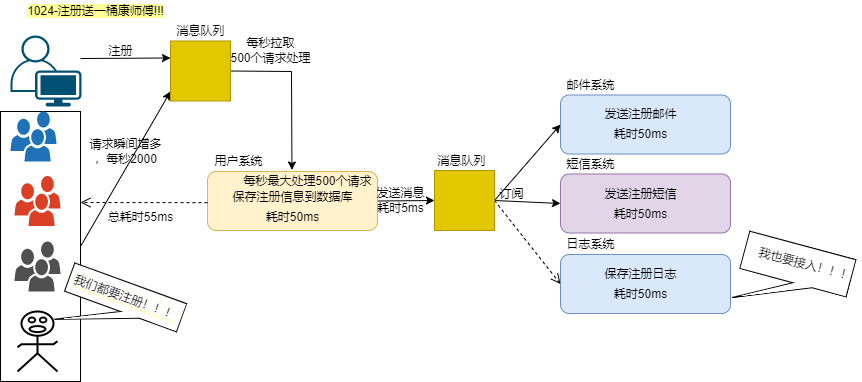 1024-注册送一桶康师傅!!!
消息队列
注册
每秒拉取
500个请求处理
请求瞬间增多
，每秒2000
用户系统
每秒最大处理500个请求
保存注册信息到数据库
耗时50ms
总耗时55ms
发送消息
耗时5ms
消息队列
订阅
邮件系统
发送注册邮件
耗时50ms
短信系统
发送注册短信
耗时50ms
日志系统
保存注册日志
耗时50ms
我也要接入！！！
我们都要注册！！！